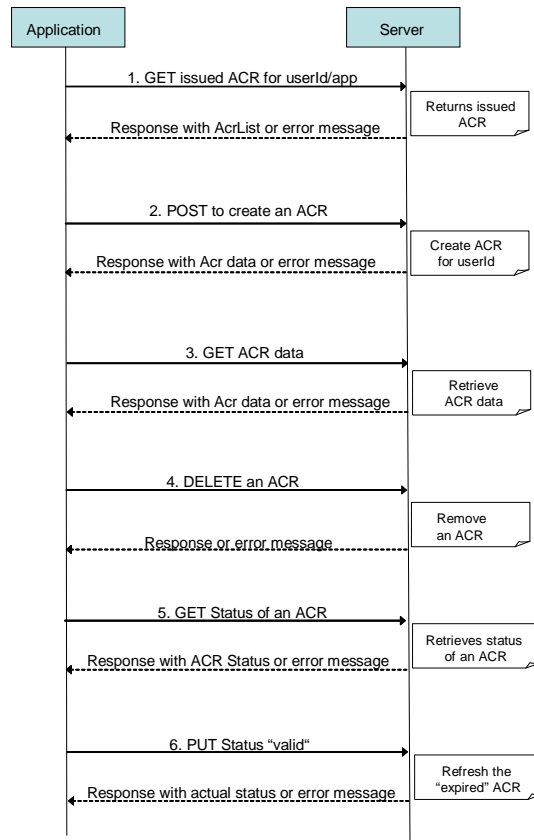 Application
Server
1. GET issued ACR for userId/app
Returns issued
ACR
Response with AcrList or error message
2. POST to create an ACR
Create ACR
for userId
Response with Acr data or error message
3. GET ACR data
Retrieve
ACR data
Response with Acr data or error message
4. DELETE an ACR
Remove
an ACR
Response or error message
5. GET Status of an ACR
Retrieves status
of an ACR
Response with ACR Status or error message
6. PUT Status “valid“
Refresh the
“expired” ACR
Response with actual status or error message